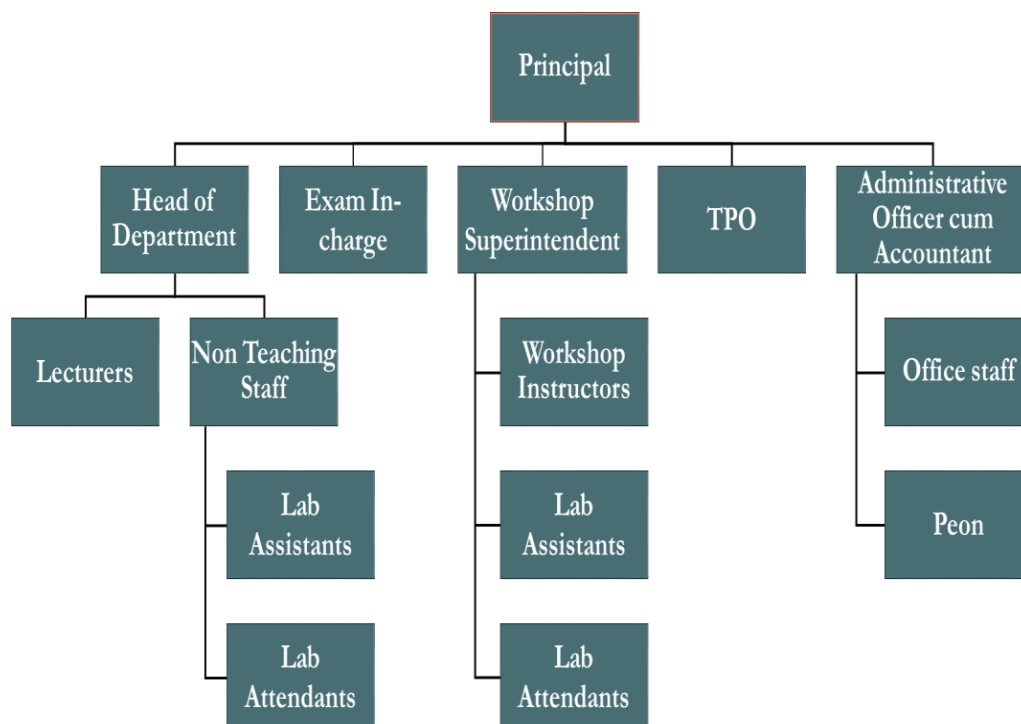 Principal
Head of
Department
Exam In-
charge
Workshop
Superintendent
TPO
Administrative
Officer cum
Accountant
Lecturers
Non Teaching
Staff
Workshop
Instructors
Office staff
Lab
Assistants
Lab
Assistants
Peon
Lab
Attendants
Lab
Attendants